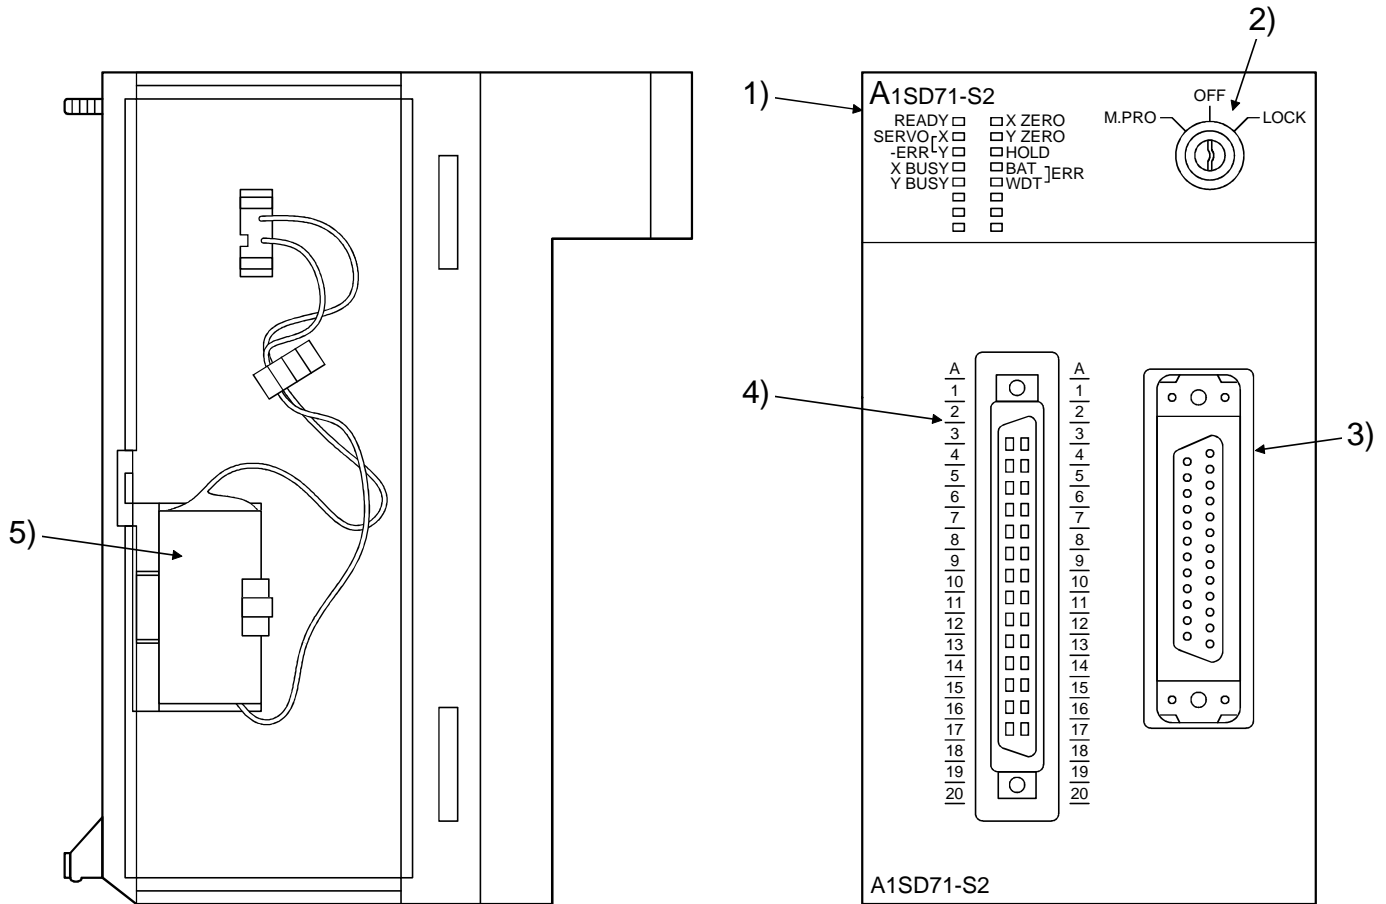 2)
1)
A1SD71-S2
OFF
M.PRO
LOCK
READY
X ZERO
SERVO X
Y ZERO
-ERR Y
HOLD
X BUSY
BAT
ERR
Y BUSY
WDT
4)
3)
5)
A
1
2
3
4
5
6
7
8
9
10
11
12
13
14
15
16
17
18
19
20
A
1
2
3
4
5
6
7
8
9
10
11
12
13
14
15
16
17
18
19
20
A1SD71-S2